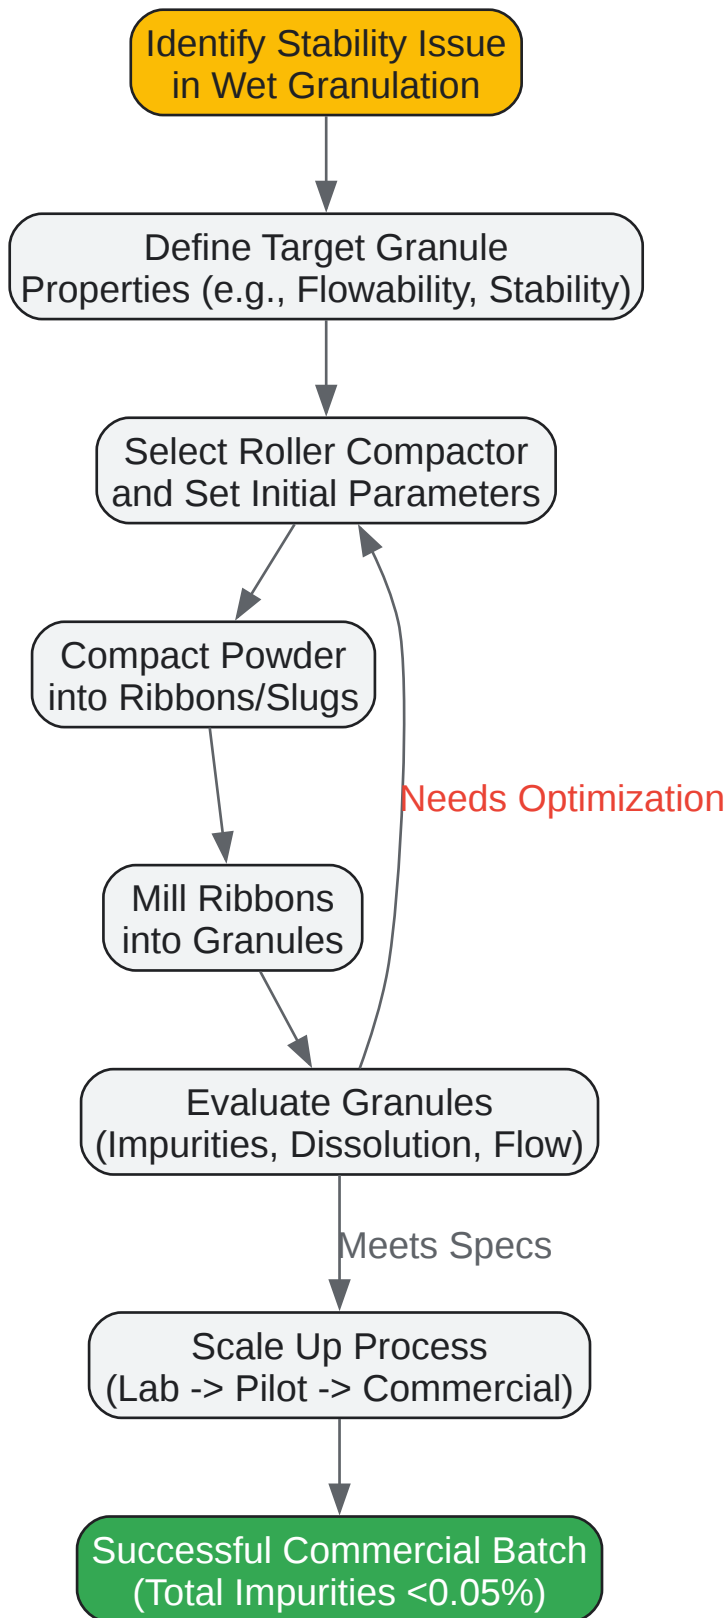 Identify Stability Issue
in Wet Granulation
Define Target Granule
Properties (e.g., Flowability, Stability)
Select Roller Compactor
and Set Initial Parameters
Compact Powder
into Ribbons/Slugs
Needs Optimization
Mill Ribbons
into Granules
Evaluate Granules
(Impurities, Dissolution, Flow)
Meets Specs
Scale Up Process
(Lab -> Pilot -> Commercial)
Successful Commercial Batch
(Total Impurities <0.05%)